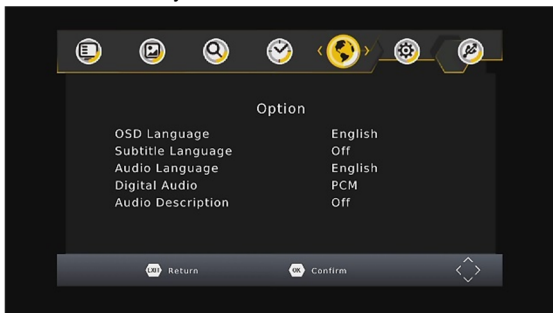 Option
OSD Language English
Subtitle Language Off
Audio Language English
Digital Audio PCM
Audio Description Off
EXIT Return OK Confirm